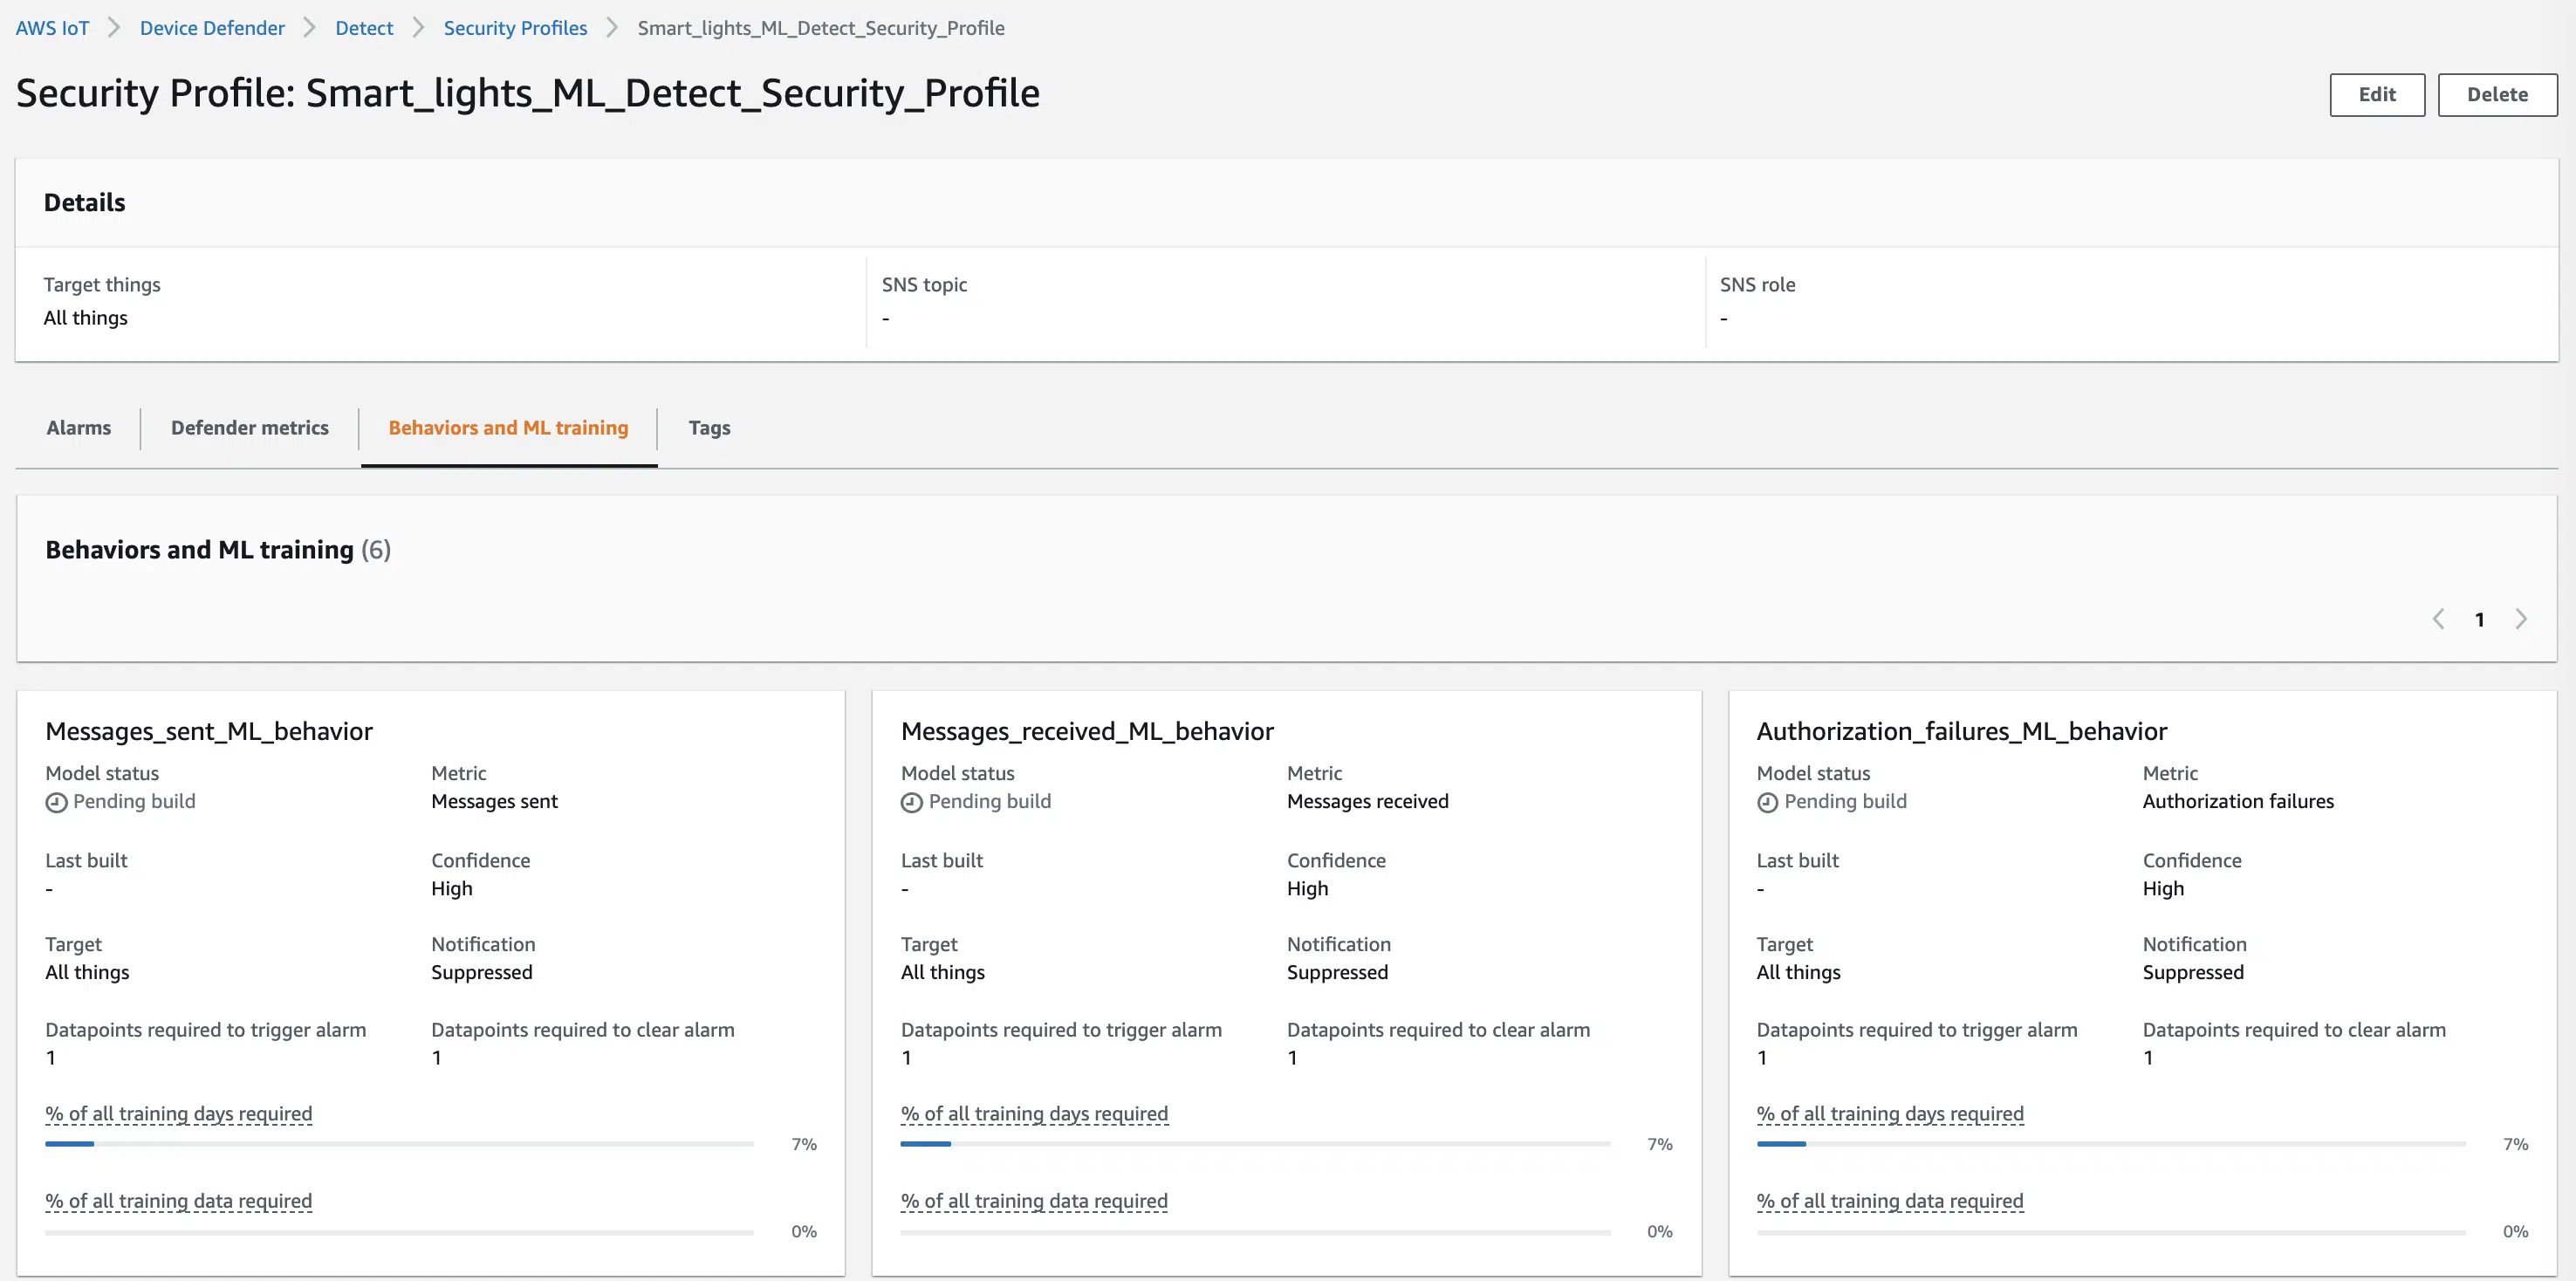 AWS IoT > Device Defender > Detect > Security Profiles > Smart_lights_ML_Detect_Security_Profile
Security Profile: Smart_lights_ML_Detect_Security_Profile
Edit
Delete
Details
Target things
All things
SNS topic
-
SNS role
-
Alarms
Defender metrics
Behaviors and ML training
Tags
Behaviors and ML training (6)
1
Messages_sent_ML_behavior
Model status
Pending build
Metric
Messages sent
Last built
-
Confidence
High
Target
All things
Notification
Suppressed
Datapoints required to trigger alarm
1
Datapoints required to clear alarm
1
% of all training days required
7%
% of all training data required
0%
Messages_received_ML_behavior
Model status
Pending build
Metric
Messages received
Last built
-
Confidence
High
Target
All things
Notification
Suppressed
Datapoints required to trigger alarm
1
Datapoints required to clear alarm
1
% of all training days required
7%
% of all training data required
0%
Authorization_failures_ML_behavior
Model status
Pending build
Metric
Authorization failures
Last built
-
Confidence
High
Target
All things
Notification
Suppressed
Datapoints required to trigger alarm
1
Datapoints required to clear alarm
1
% of all training days required
7%
% of all training data required
0%